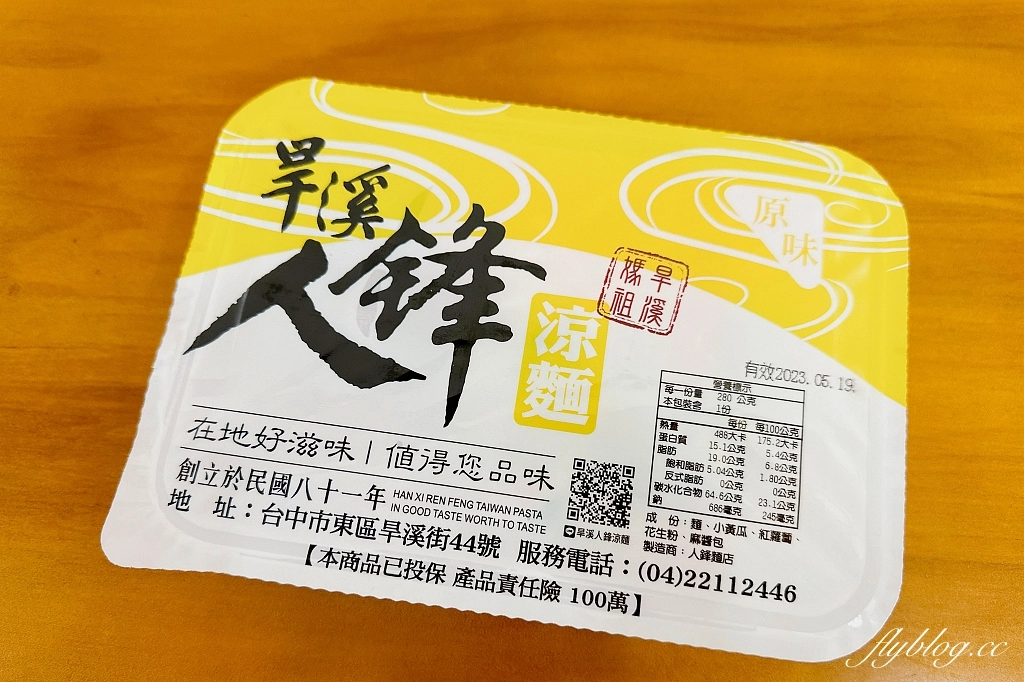 旱溪
人鋒
涼麵
旱溪
媽祖
原味
在地好滋味|值得您品味
創立於民國八十一年
HAN XI REN FENG TAIWAN PASTA
IN GOOD TASTE WORTH TO TASTE
地 址:台中市東區旱溪街44號 服務電話:(04)22112446
【本商品已投保 產品責任險 100萬】
旱溪人鋒涼麵
有效2023.05.19.
營養標示
每一份量 280 公克
本包裝含 1份
每份 每100公克
熱量 488大卡 175.2大卡
蛋白質 15.1公克 5.4公克
脂肪 19.0公克 6.8公克
飽和脂肪 5.04公克 1.80公克
反式脂肪 0公克 0公克
碳水化合物 64.6公克 23.1公克
鈉 686毫克 245毫克
成 份:麵、小黃瓜、紅蘿蔔、
花生粉、麻醬包
製造商:人鋒麵店
flyblog.cc